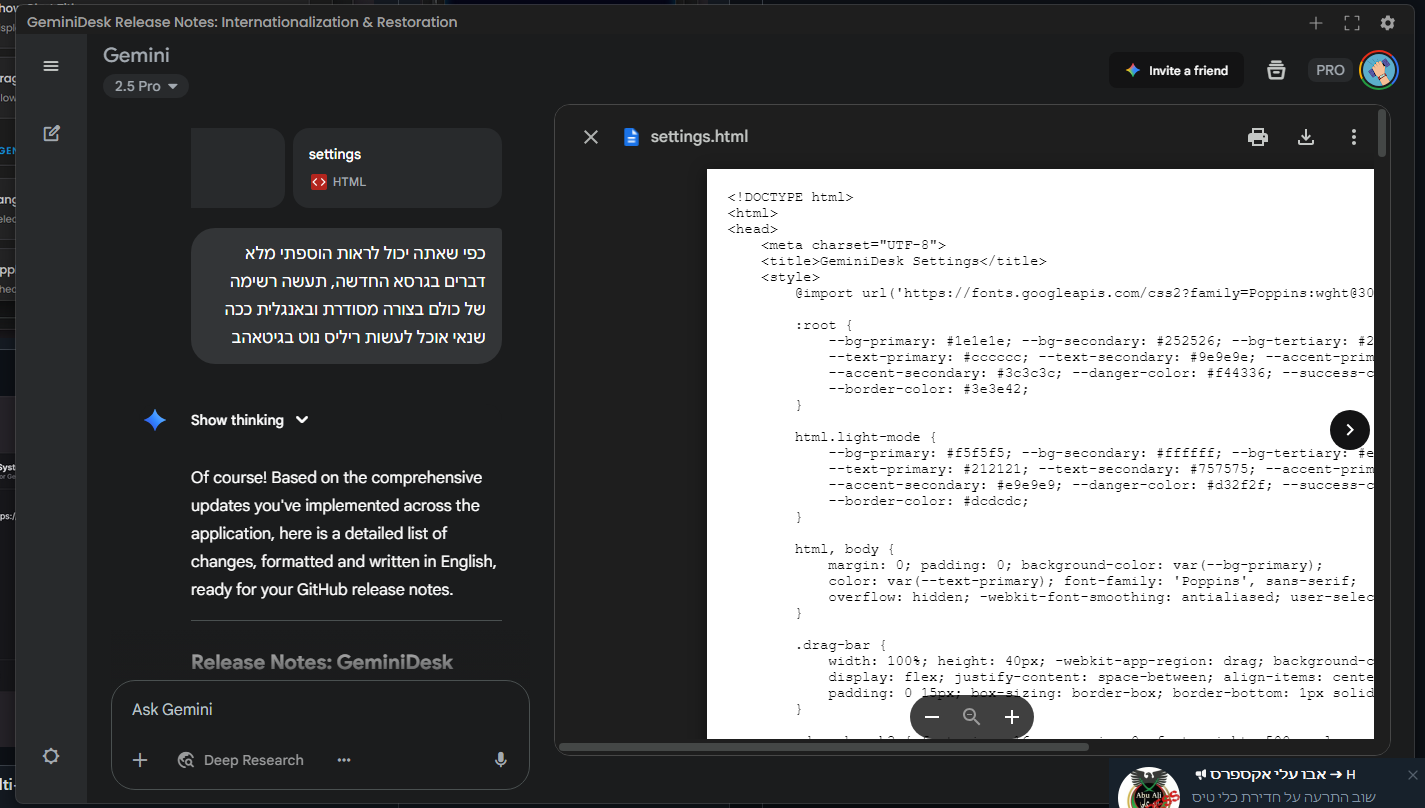 GeminiDesk Release Notes: Internationalization & Restoration
Gemini
2.5 Pro
Invite a friend
PRO
settings
HTML
כפי שאתה יכול לראות הוספתי מלא
דברים בגרסא החדשה, תעשה רשימה
של כולם בצורה מסודרת ובאנגלית ככה
שנאי אוכל לעשות ריליס נוט בגיטאהב
Show thinking
Of course! Based on the comprehensive
updates you've implemented across the
application, here is a detailed list of
changes, formatted and written in English,
ready for your GitHub release notes.
Release Notes: GeminiDesk
Ask Gemini
Deep Research
settings.html
<!DOCTYPE html>
<html>
<head>
<meta charset="UTF-8">
<title>GeminiDesk Settings</title>
<style>
@import url('https://fonts.googleapis.com/css2?family=Poppins:wght@30
:root {
--bg-primary: #1e1e1e; --bg-secondary: #252526; --bg-tertiary: #2
--text-primary: #cccccc; --text-secondary: #9e9e9e; --accent-prim
--accent-secondary: #3c3c3c; --danger-color: #f44336; --success-c
--border-color: #3e3e42;
}
html.light-mode {
--bg-primary: #f5f5f5; --bg-secondary: #ffffff; --bg-tertiary: #e
--text-primary: #212121; --text-secondary: #757575; --accent-prim
--accent-secondary: #e9e9e9; --danger-color: #d32f2f; --success-c
--border-color: #dcdcdc;
}
html, body {
margin: 0; padding: 0; background-color: var(--bg-primary);
color: var(--text-primary); font-family: 'Poppins', sans-serif;
overflow: hidden; -webkit-font-smoothing: antialiased; user-selec
}
.drag-bar {
width: 100%; height: 40px; -webkit-app-region: drag; background-c
display: flex; justify-content: space-between; align-items: cente
padding: 0 15px; box-sizing: border-box; border-bottom: 1px solid
}
H ➜ אבו עלי אקספרס
שוב התרעה על חדירת כלי טיס
Abu Ali